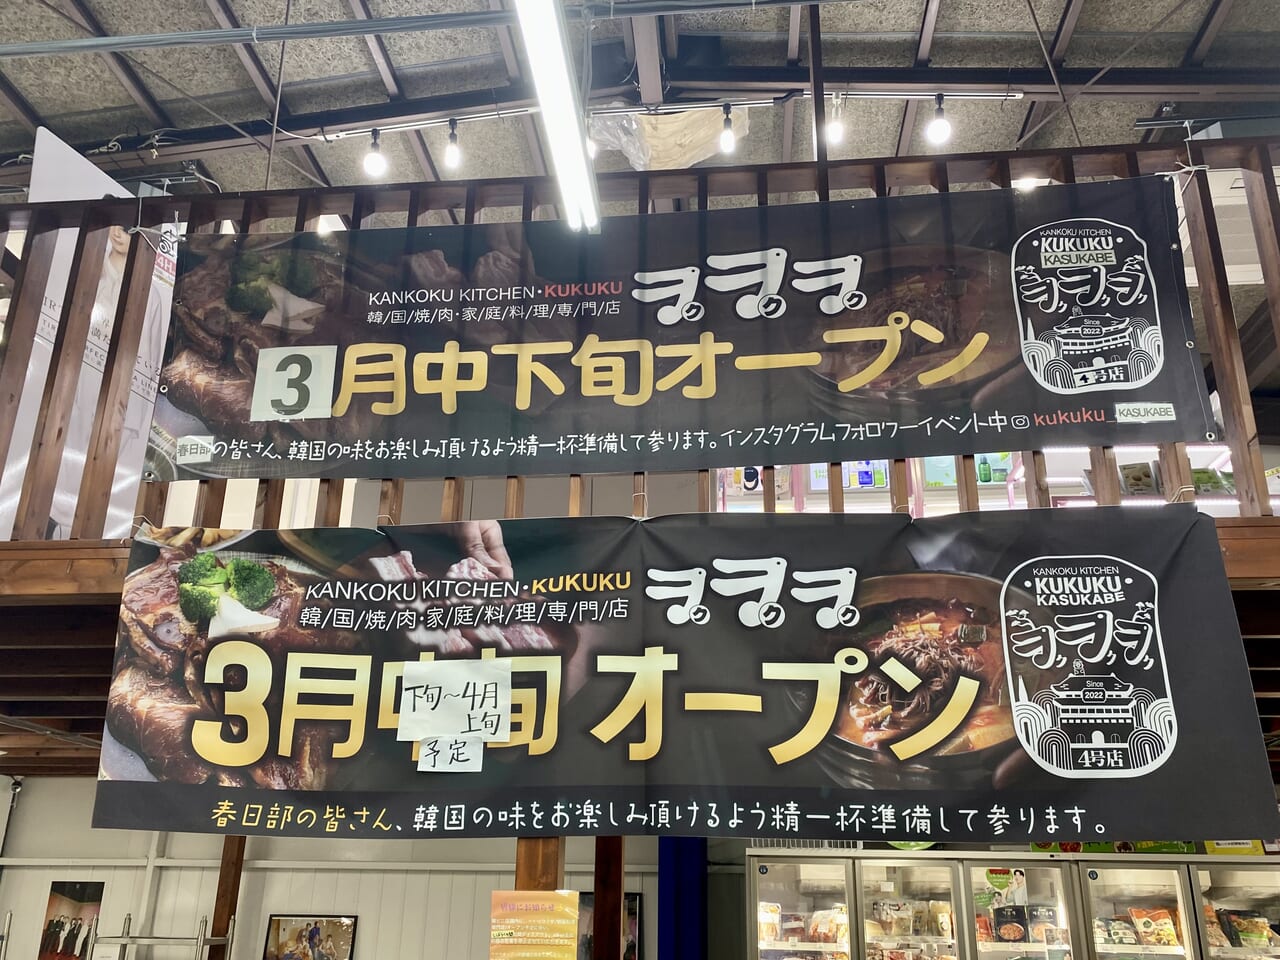 KANKOKU KITCHEN・KUKUKU
韓/国/焼/肉・家/庭/料/理/専/門/店
3月中下旬オープン
春日部の皆さん、韓国の味をお楽しみ頂けるよう精一杯準備して参ります。インスタグラムフォロワーイベント中 kukuku_KASUKABE
KANKOKU KITCHEN
・KUKUKU・
KASUKABE
Since
2022
4号店
KANKOKU KITCHEN・KUKUKU
韓/国/焼/肉・家/庭/料/理/専/門/店
3月中旬 オープン
下旬〜4月
上旬
予定
春日部の皆さん、韓国の味をお楽しみ頂けるよう精一杯準備して参ります。
KANKOKU KITCHEN
・KUKUKU・
KASUKABE
Since
2022
4号店